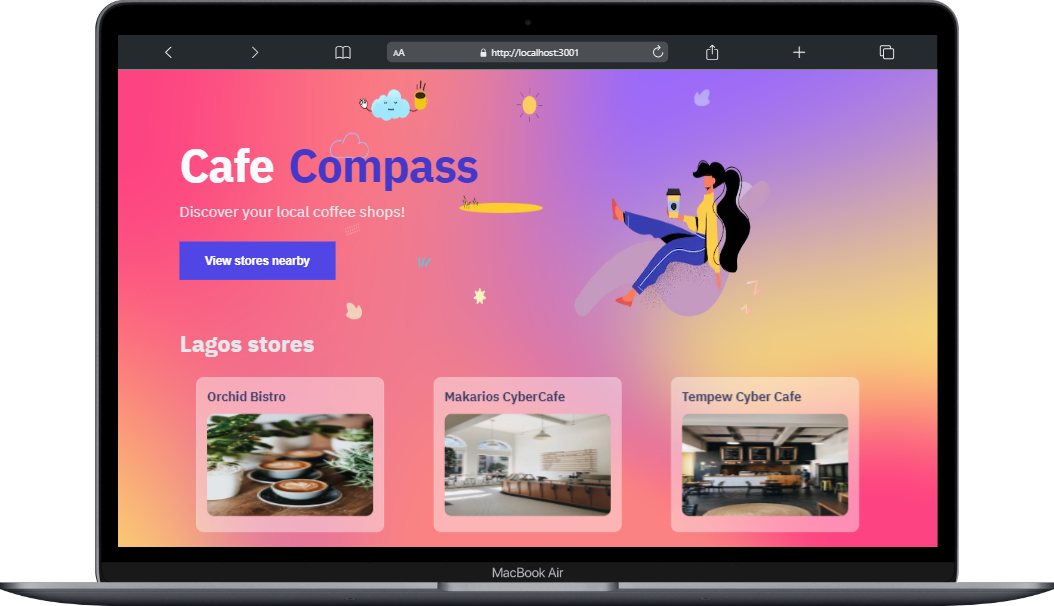 AA
http://localhost:3001
Cafe Compass
Discover your local coffee shops!
View stores nearby
Lagos stores
Orchid Bistro
Makarios CyberCafe
Tempew Cyber Cafe
MacBook Air